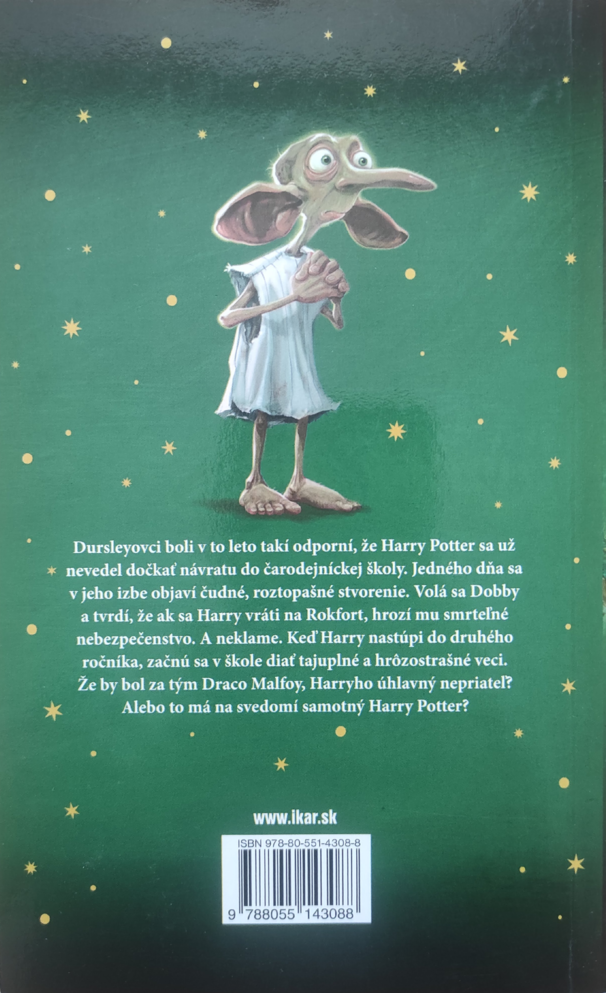 Dursleyovci boli v to leto takí odporní, že Harry Potter sa už
nevedel dočkať návratu do čarodejníckej školy. Jedného dňa sa
v jeho izbe objaví čudné, roztopašné stvorenie. Volá sa Dobby
a tvrdí, že ak sa Harry vráti na Rokfort, hrozí mu smrteľné
nebezpečenstvo. A neklame. Keď Harry nastúpi do druhého
ročníka, začnú sa v škole diať tajuplné a hrôzostrašné veci.
Že by bol za tým Draco Malfoy, Harryho úhlavný nepriateľ?
Alebo to má na svedomí samotný Harry Potter?
www.ikar.sk
ISBN 978-80-551-4308-8
9 788055 143088